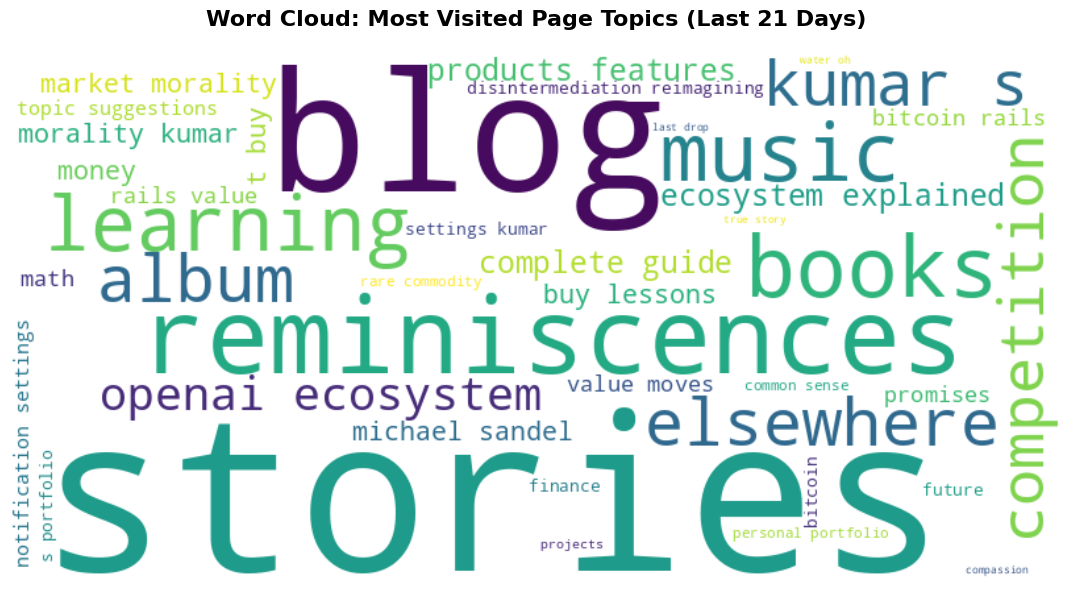 Word Cloud: Most Visited Page Topics (Last 21 Days)
water oh
products features
kumar s
market morality
disintermediation reimagining
blog
topic suggestions
bitcoin rails
last drop
morality kumar
t buy
music
money
ecosystem explained
rails value
learning
true story
settings kumar
competition
complete guide
books
math
album
rare commodity
buy lessons
reminiscences
openai ecosystem
value moves
common sense
promises
elsewhere
michael sandel
notification settings
stories
s portfolio
finance
bitcoin
future
personal portfolio
projects
compassion